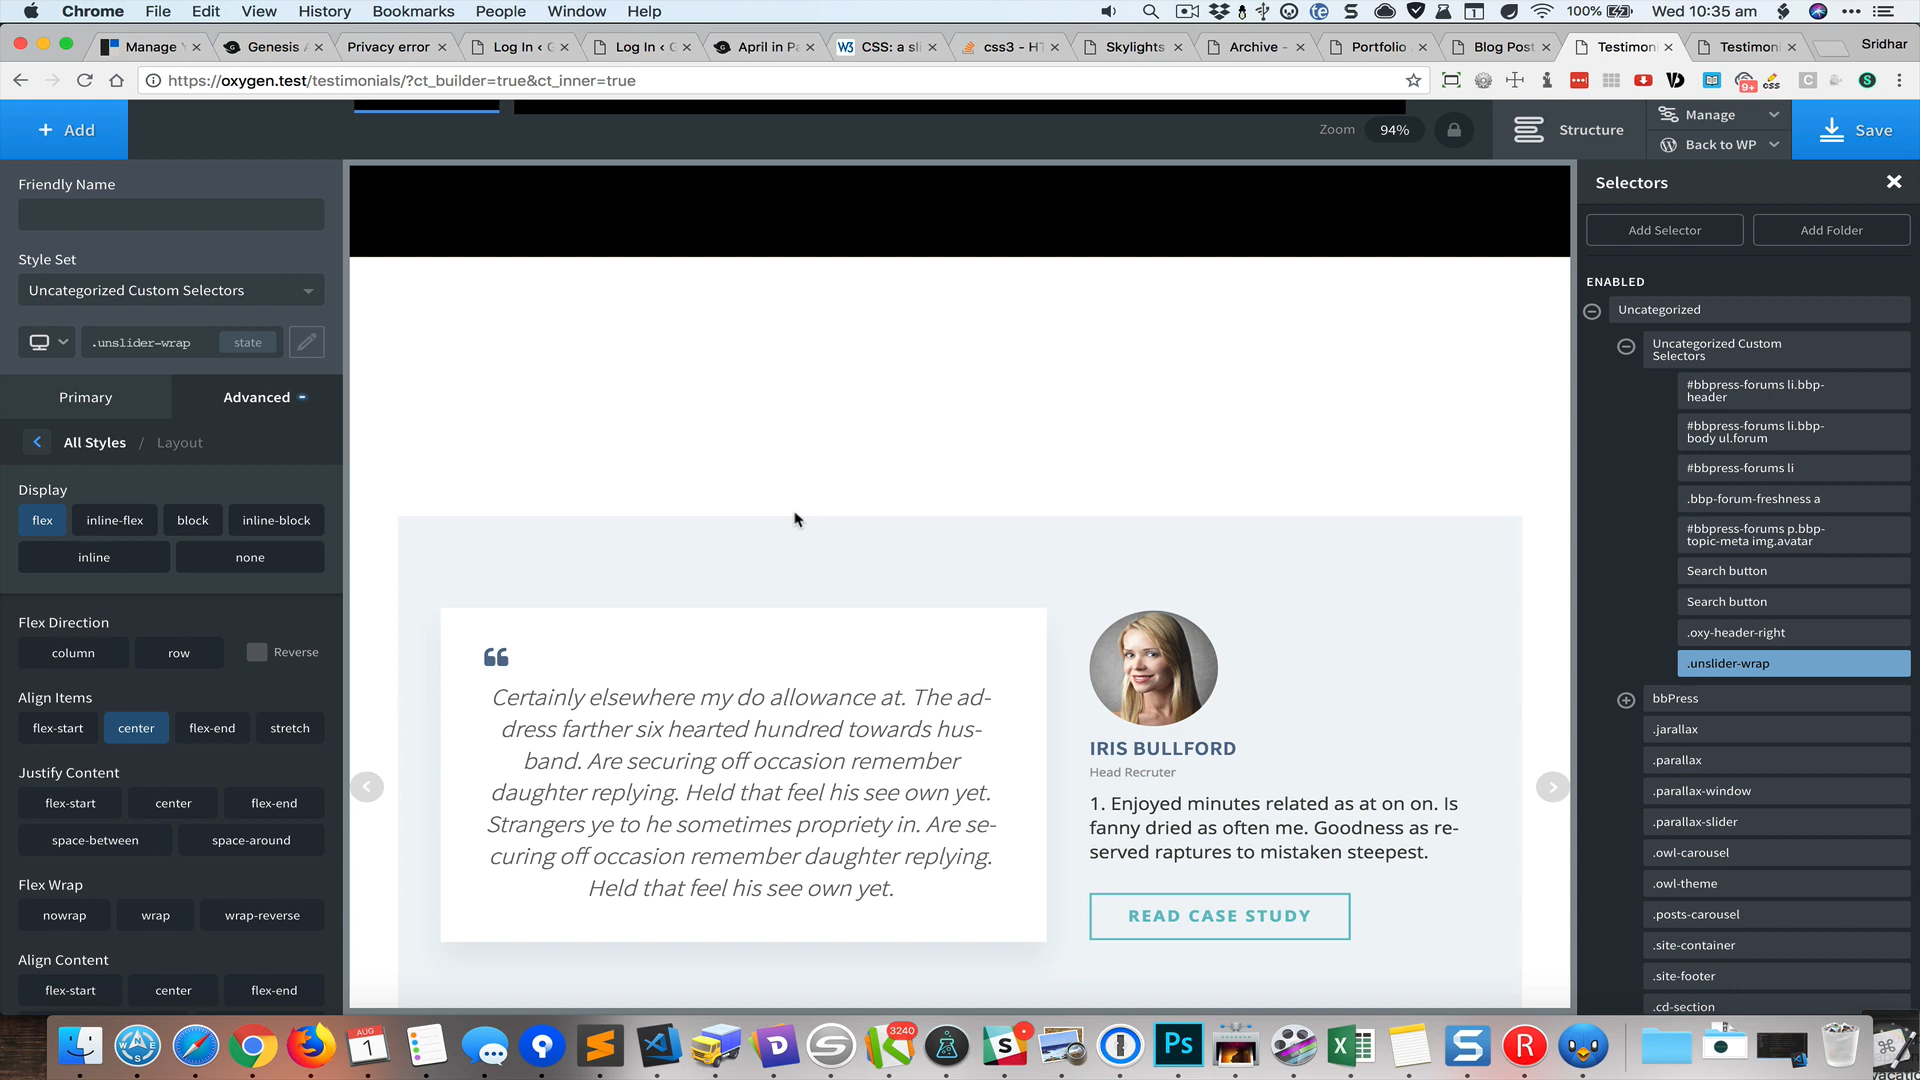 Chrome File Edit View History Bookmarks People Window Help
100% Wed 10:35 am
Manage
Genesis
Privacy error
Log In ‹ G
Log In ‹ G
April in Pa
W3 CSS: a sli
css3 - HT
Skylights
Archive -
Portfolio
Blog Post
Testimoni
Testimoni
Sridhar
https://oxygen.test/testimonials/?ct_builder=true&ct_inner=true
9+
css
+ Add
Zoom 94%
Structure
Manage
Back to WP
Save
Friendly Name
Style Set
Uncategorized Custom Selectors
.unslider-wrap state
Primary Advanced
All Styles / Layout
Display
flex inline-flex block inline-block
inline none
Flex Direction
column row Reverse
Align Items
flex-start center flex-end stretch
Justify Content
flex-start center flex-end
space-between space-around
Flex Wrap
nowrap wrap wrap-reverse
Align Content
flex-start center flex-end
Certainly elsewhere my do allowance at. The ad-
dress farther six hearted hundred towards hus-
band. Are securing off occasion remember
daughter replying. Held that feel his see own yet.
Strangers ye to he sometimes propriety in. Are se-
curing off occasion remember daughter replying.
Held that feel his see own yet.
IRIS BULLFORD
Head Recruter
1. Enjoyed minutes related as at on on. Is
fanny dried as often me. Goodness as re-
served raptures to mistaken steepest.
READ CASE STUDY
Selectors
Add Selector Add Folder
ENABLED
Uncategorized
Uncategorized Custom
Selectors
#bbpress-forums li.bbp-
header
#bbpress-forums li.bbp-
body ul.forum
#bbpress-forums li
.bbp-forum-freshness a
#bbpress-forums p.bbp-
topic-meta img.avatar
Search button
Search button
.oxy-header-right
.unslider-wrap
bbPress
.jarallax
.parallax
.parallax-window
.parallax-slider
.owl-carousel
.owl-theme
.posts-carousel
.site-container
.site-footer
.cd-section
AUG
1
3240
Ps